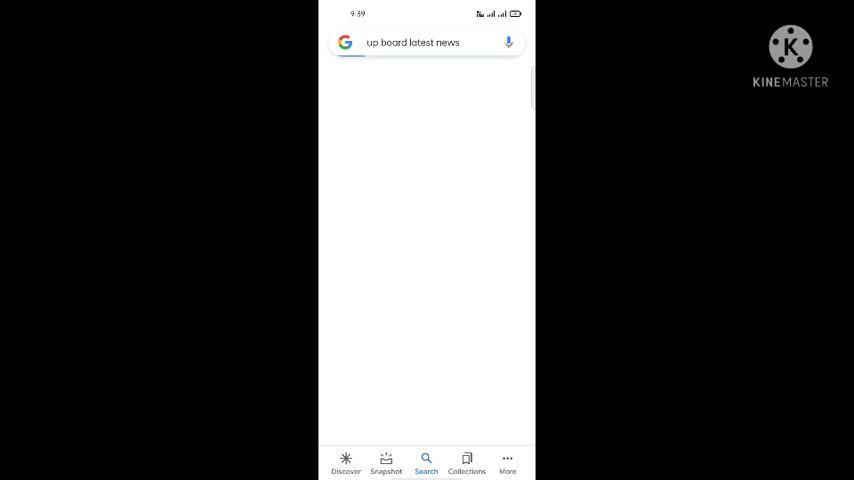 9:39
up board latest news
K
KINEMASTER
Discover Snapshot Search Collections More